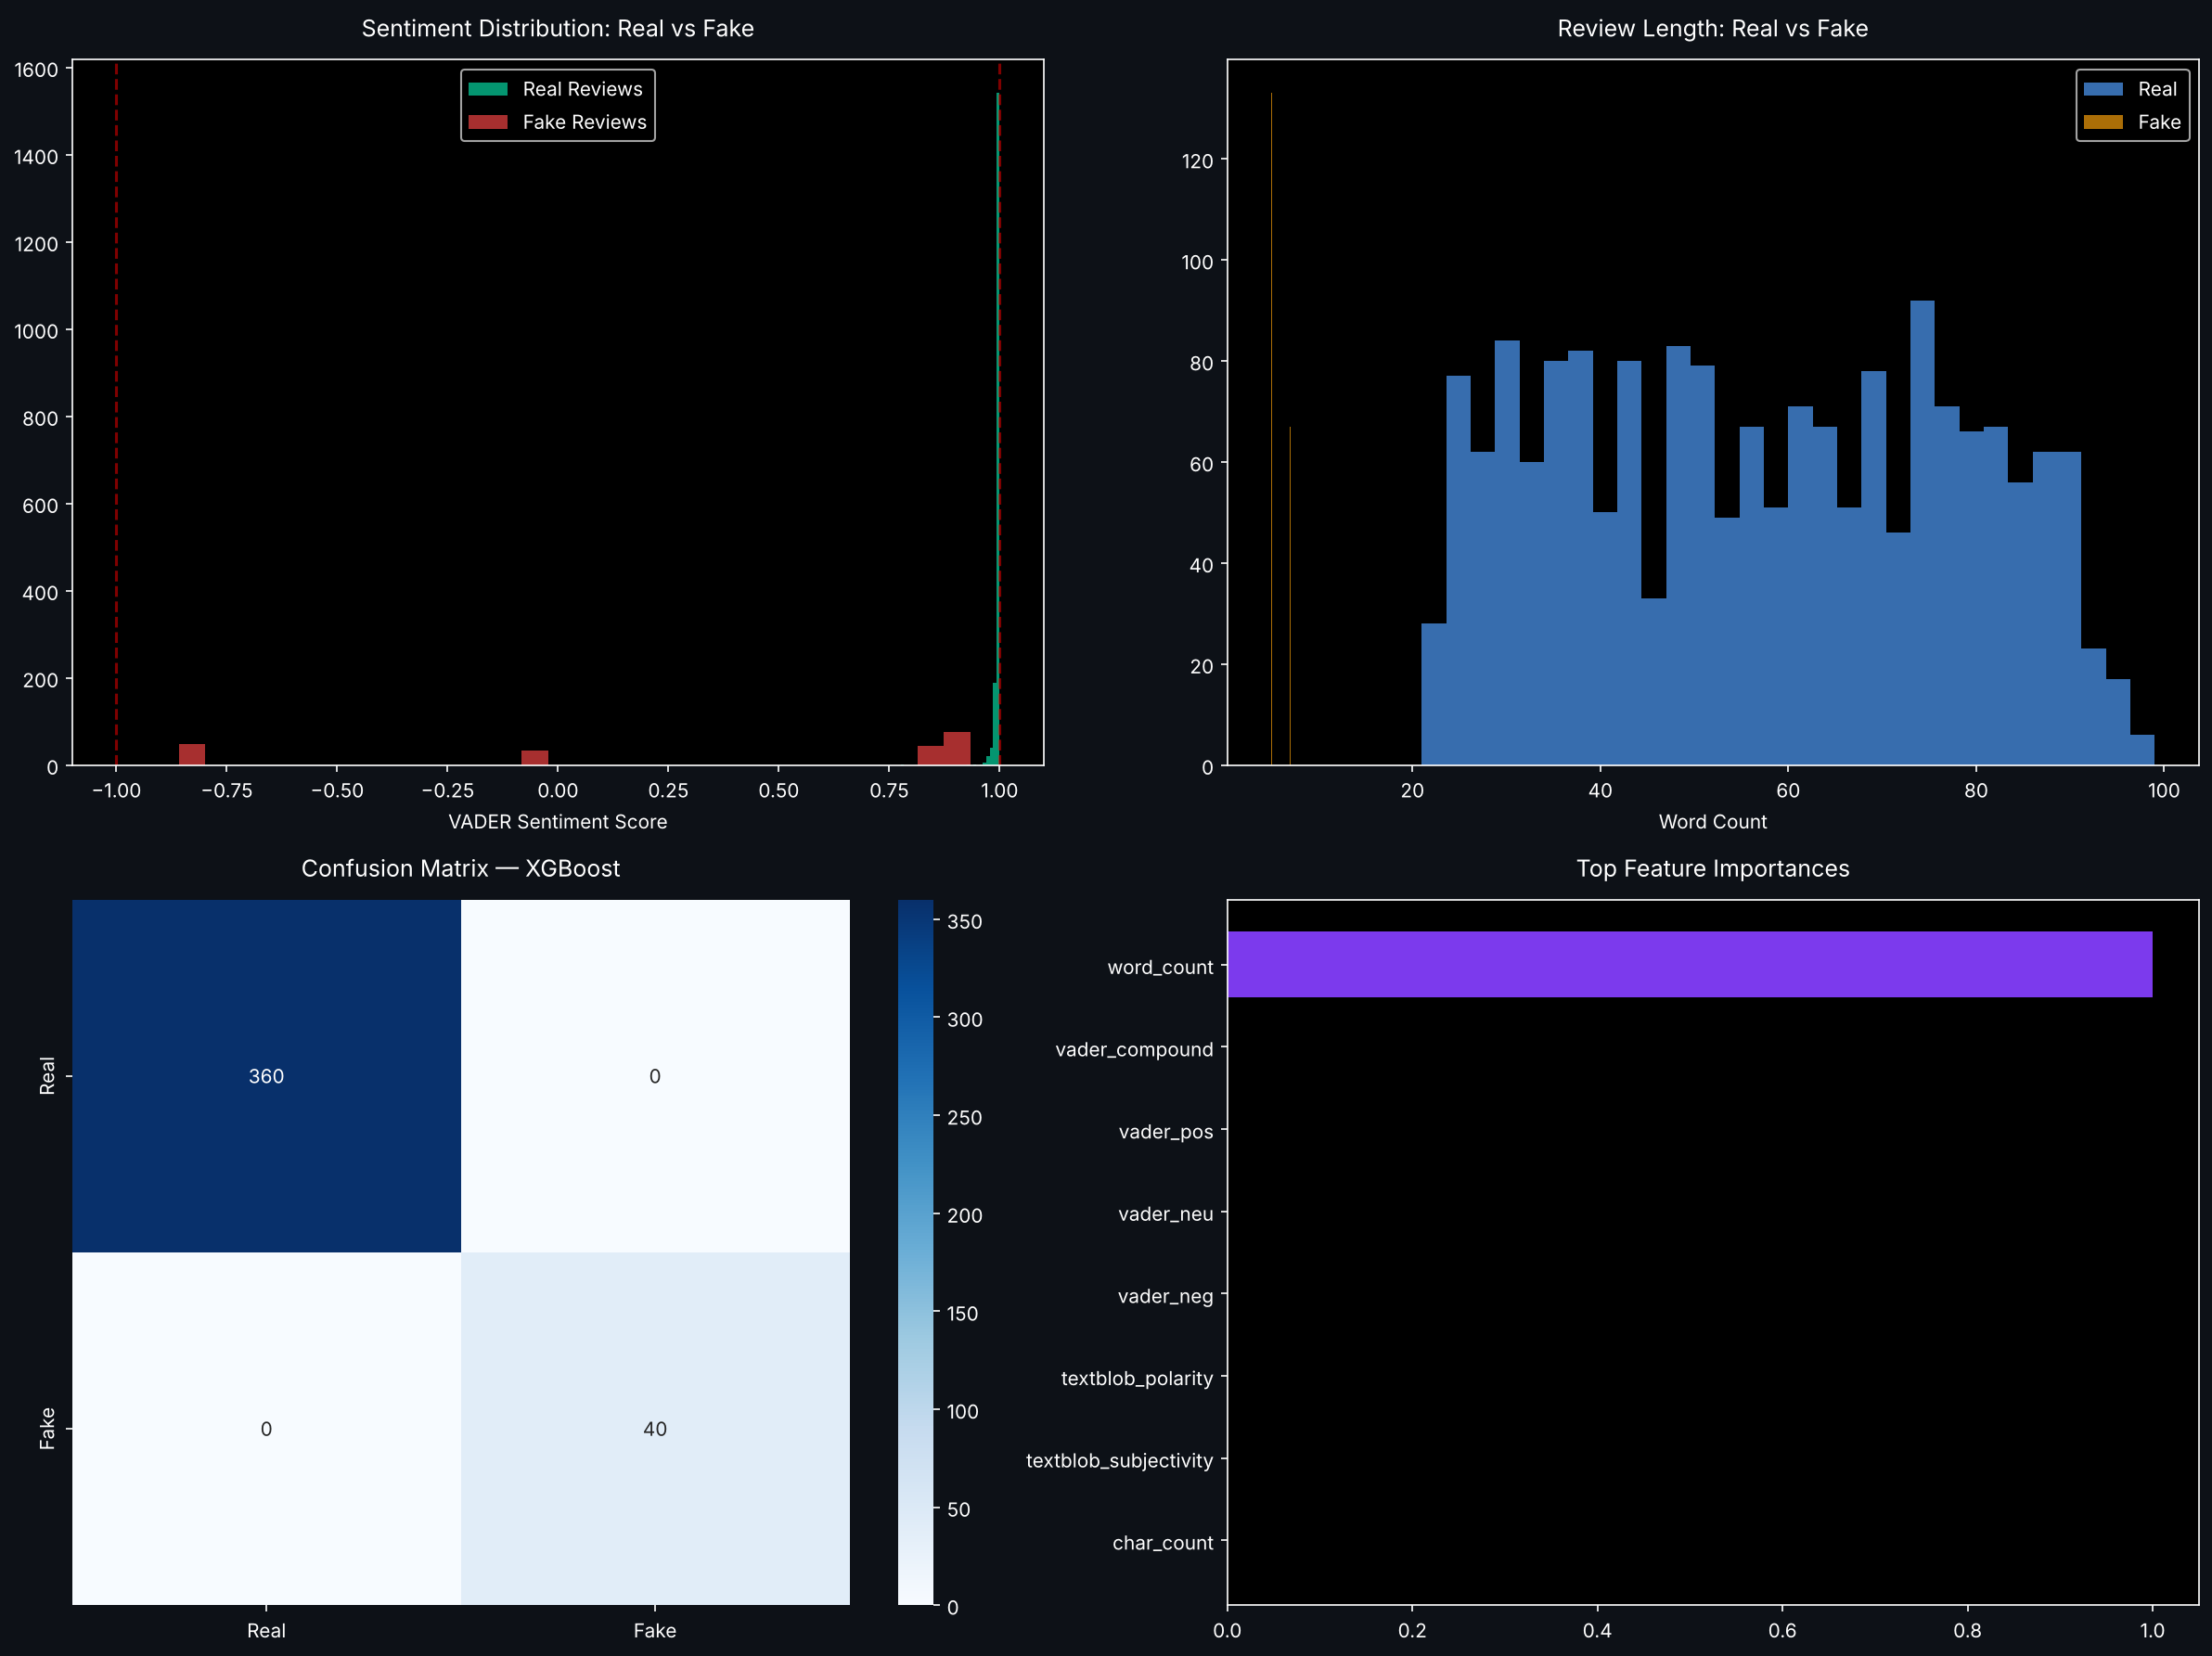 Sentiment Distribution: Real vs Fake
1600
1400
1200
1000
800
600
400
200
0
Real Reviews
Fake Reviews
−1.00 −0.75 −0.50 −0.25 0.00 0.25 0.50 0.75 1.00
VADER Sentiment Score
Review Length: Real vs Fake
120
100
80
60
40
20
0
Real
Fake
20 40 60 80 100
Word Count
Confusion Matrix — XGBoost
Real
Fake
360 0
0 40
Real Fake
350
300
250
200
150
100
50
0
Top Feature Importances
word_count
vader_compound
vader_pos
vader_neu
vader_neg
textblob_polarity
textblob_subjectivity
char_count
0.0 0.2 0.4 0.6 0.8 1.0